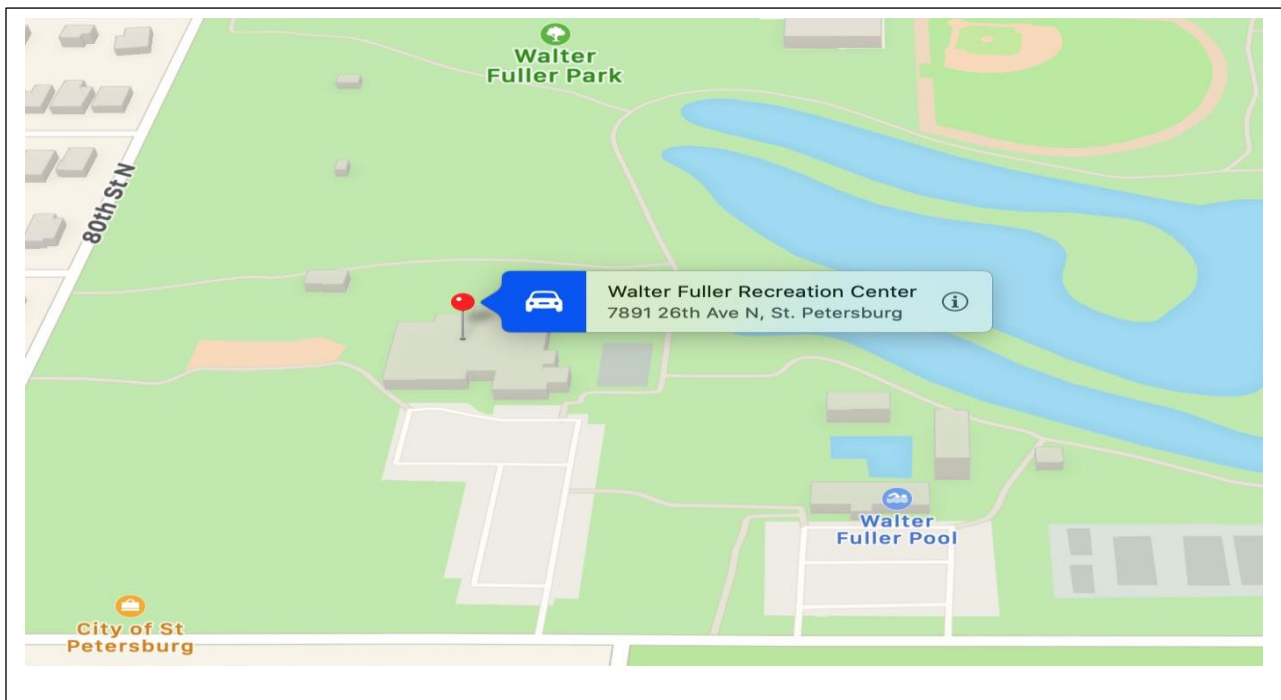 Walter
Fuller Park
80th St N
Walter Fuller Recreation Center
7891 26th Ave N, St. Petersburg
Walter
Fuller Pool
City of St
Petersburg